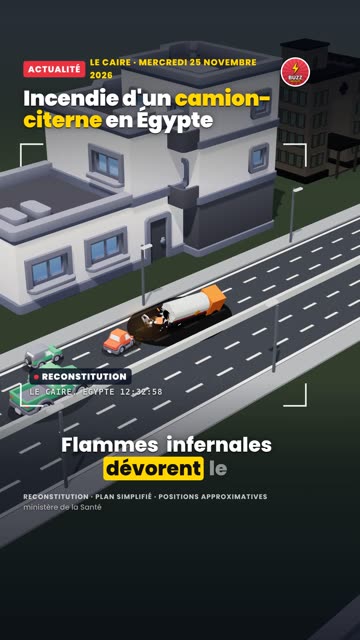 ACTUALITÉ
LE CAIRE · MERCREDI 25 NOVEMBRE
2026
BUZZ
Incendie d'un camion-
citerne en Égypte
RECONSTITUTION
LE CAIRE, ÉGYPTE 12:32:58
Flammes infernales
dévorent le
RECONSTITUTION · PLAN SIMPLIFIÉ · POSITIONS APPROXIMATIVES
ministère de la Santé